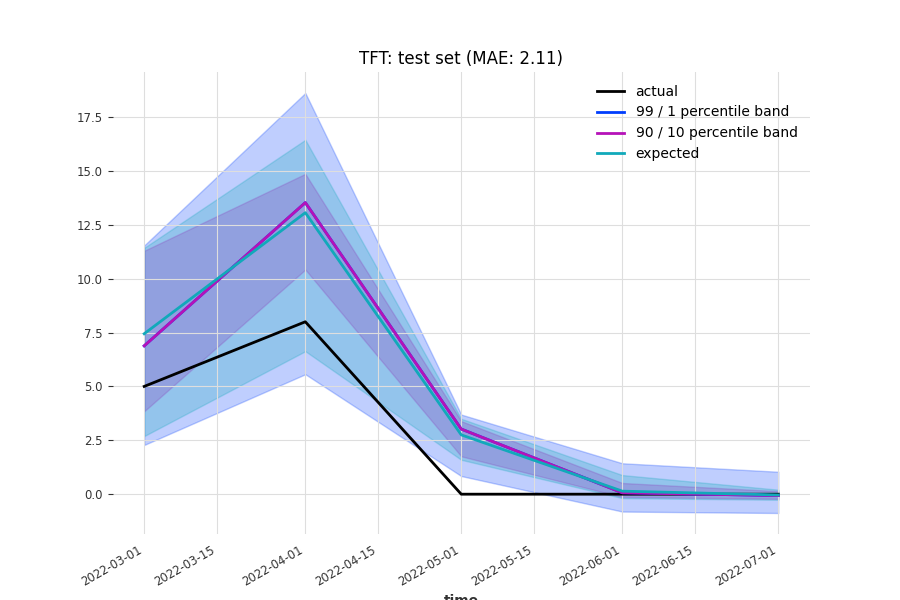 TFT: test set (MAE: 2.11)
actual
99 / 1 percentile band
90 / 10 percentile band
expected
17.5
15.0
12.5
10.0
7.5
5.0
2.5
0.0
2022-03-01
2022-03-15
2022-04-01
2022-04-15
2022-05-01
2022-05-15
2022-06-01
2022-06-15
2022-07-01
time